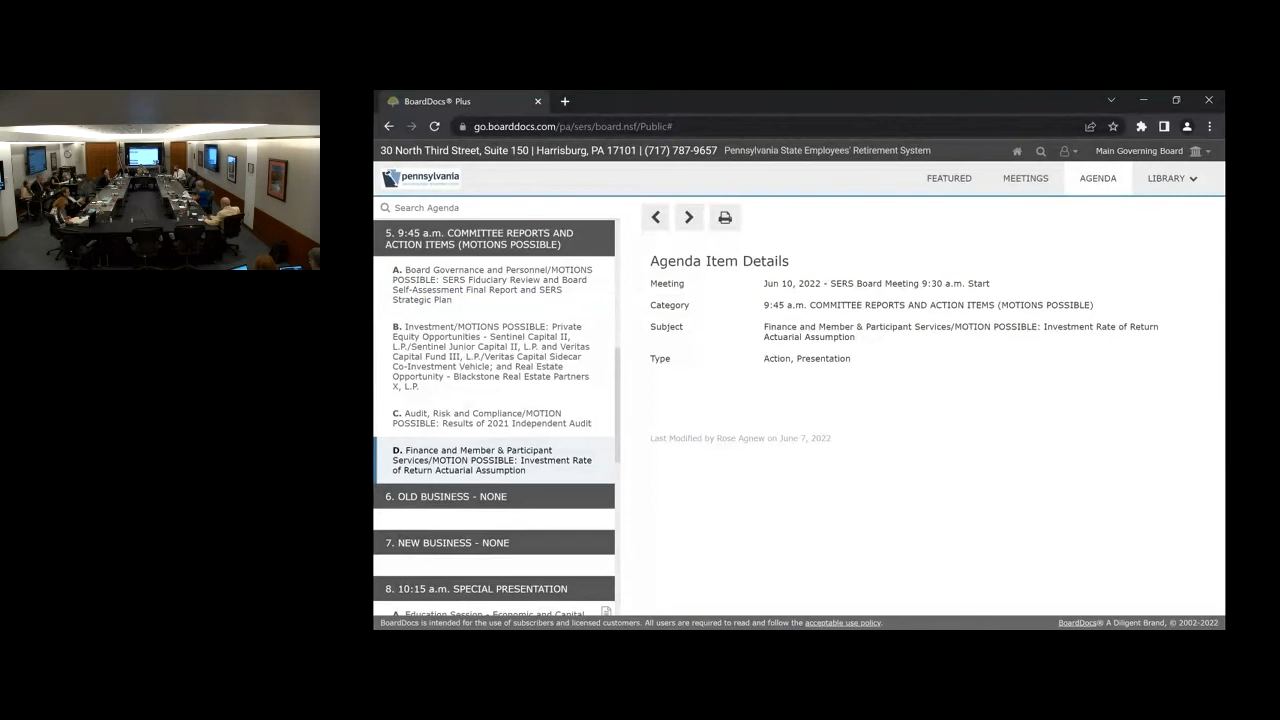 BoardDocs® Plus
go.boarddocs.com/pa/sers/board.nsf/Public#
30 North Third Street, Suite 150 | Harrisburg, PA 17101 | (717) 787-9657 Pennsylvania State Employees' Retirement System
Main Governing Board
pennsylvania
FEATURED MEETINGS AGENDA LIBRARY
Search Agenda
5. 9:45 a.m. COMMITTEE REPORTS AND
ACTION ITEMS (MOTIONS POSSIBLE)
A. Board Governance and Personnel/MOTIONS
POSSIBLE: SERS Fiduciary Review and Board
Self-Assessment Final Report and SERS
Strategic Plan
B. Investment/MOTIONS POSSIBLE: Private
Equity Opportunities - Sentinel Capital II,
L.P./Sentinel Junior Capital II, L.P. and Veritas
Capital Fund III, L.P./Veritas Capital Sidecar
Co-Investment Vehicle; and Real Estate
Opportunity - Blackstone Real Estate Partners
X, L.P.
C. Audit, Risk and Compliance/MOTION
POSSIBLE: Results of 2021 Independent Audit
D. Finance and Member & Participant
Services/MOTION POSSIBLE: Investment Rate
of Return Actuarial Assumption
6. OLD BUSINESS - NONE
7. NEW BUSINESS - NONE
8. 10:15 a.m. SPECIAL PRESENTATION
A. Education Session - Economic and Capital
Agenda Item Details
Meeting Jun 10, 2022 - SERS Board Meeting 9:30 a.m. Start
Category 9:45 a.m. COMMITTEE REPORTS AND ACTION ITEMS (MOTIONS POSSIBLE)
Subject Finance and Member & Participant Services/MOTION POSSIBLE: Investment Rate of Return
Actuarial Assumption
Type Action, Presentation
Last Modified by Rose Agnew on June 7, 2022
BoardDocs is intended for the use of subscribers and licensed customers. All users are required to read and follow the acceptable use policy.
BoardDocs® A Diligent Brand, © 2002-2022